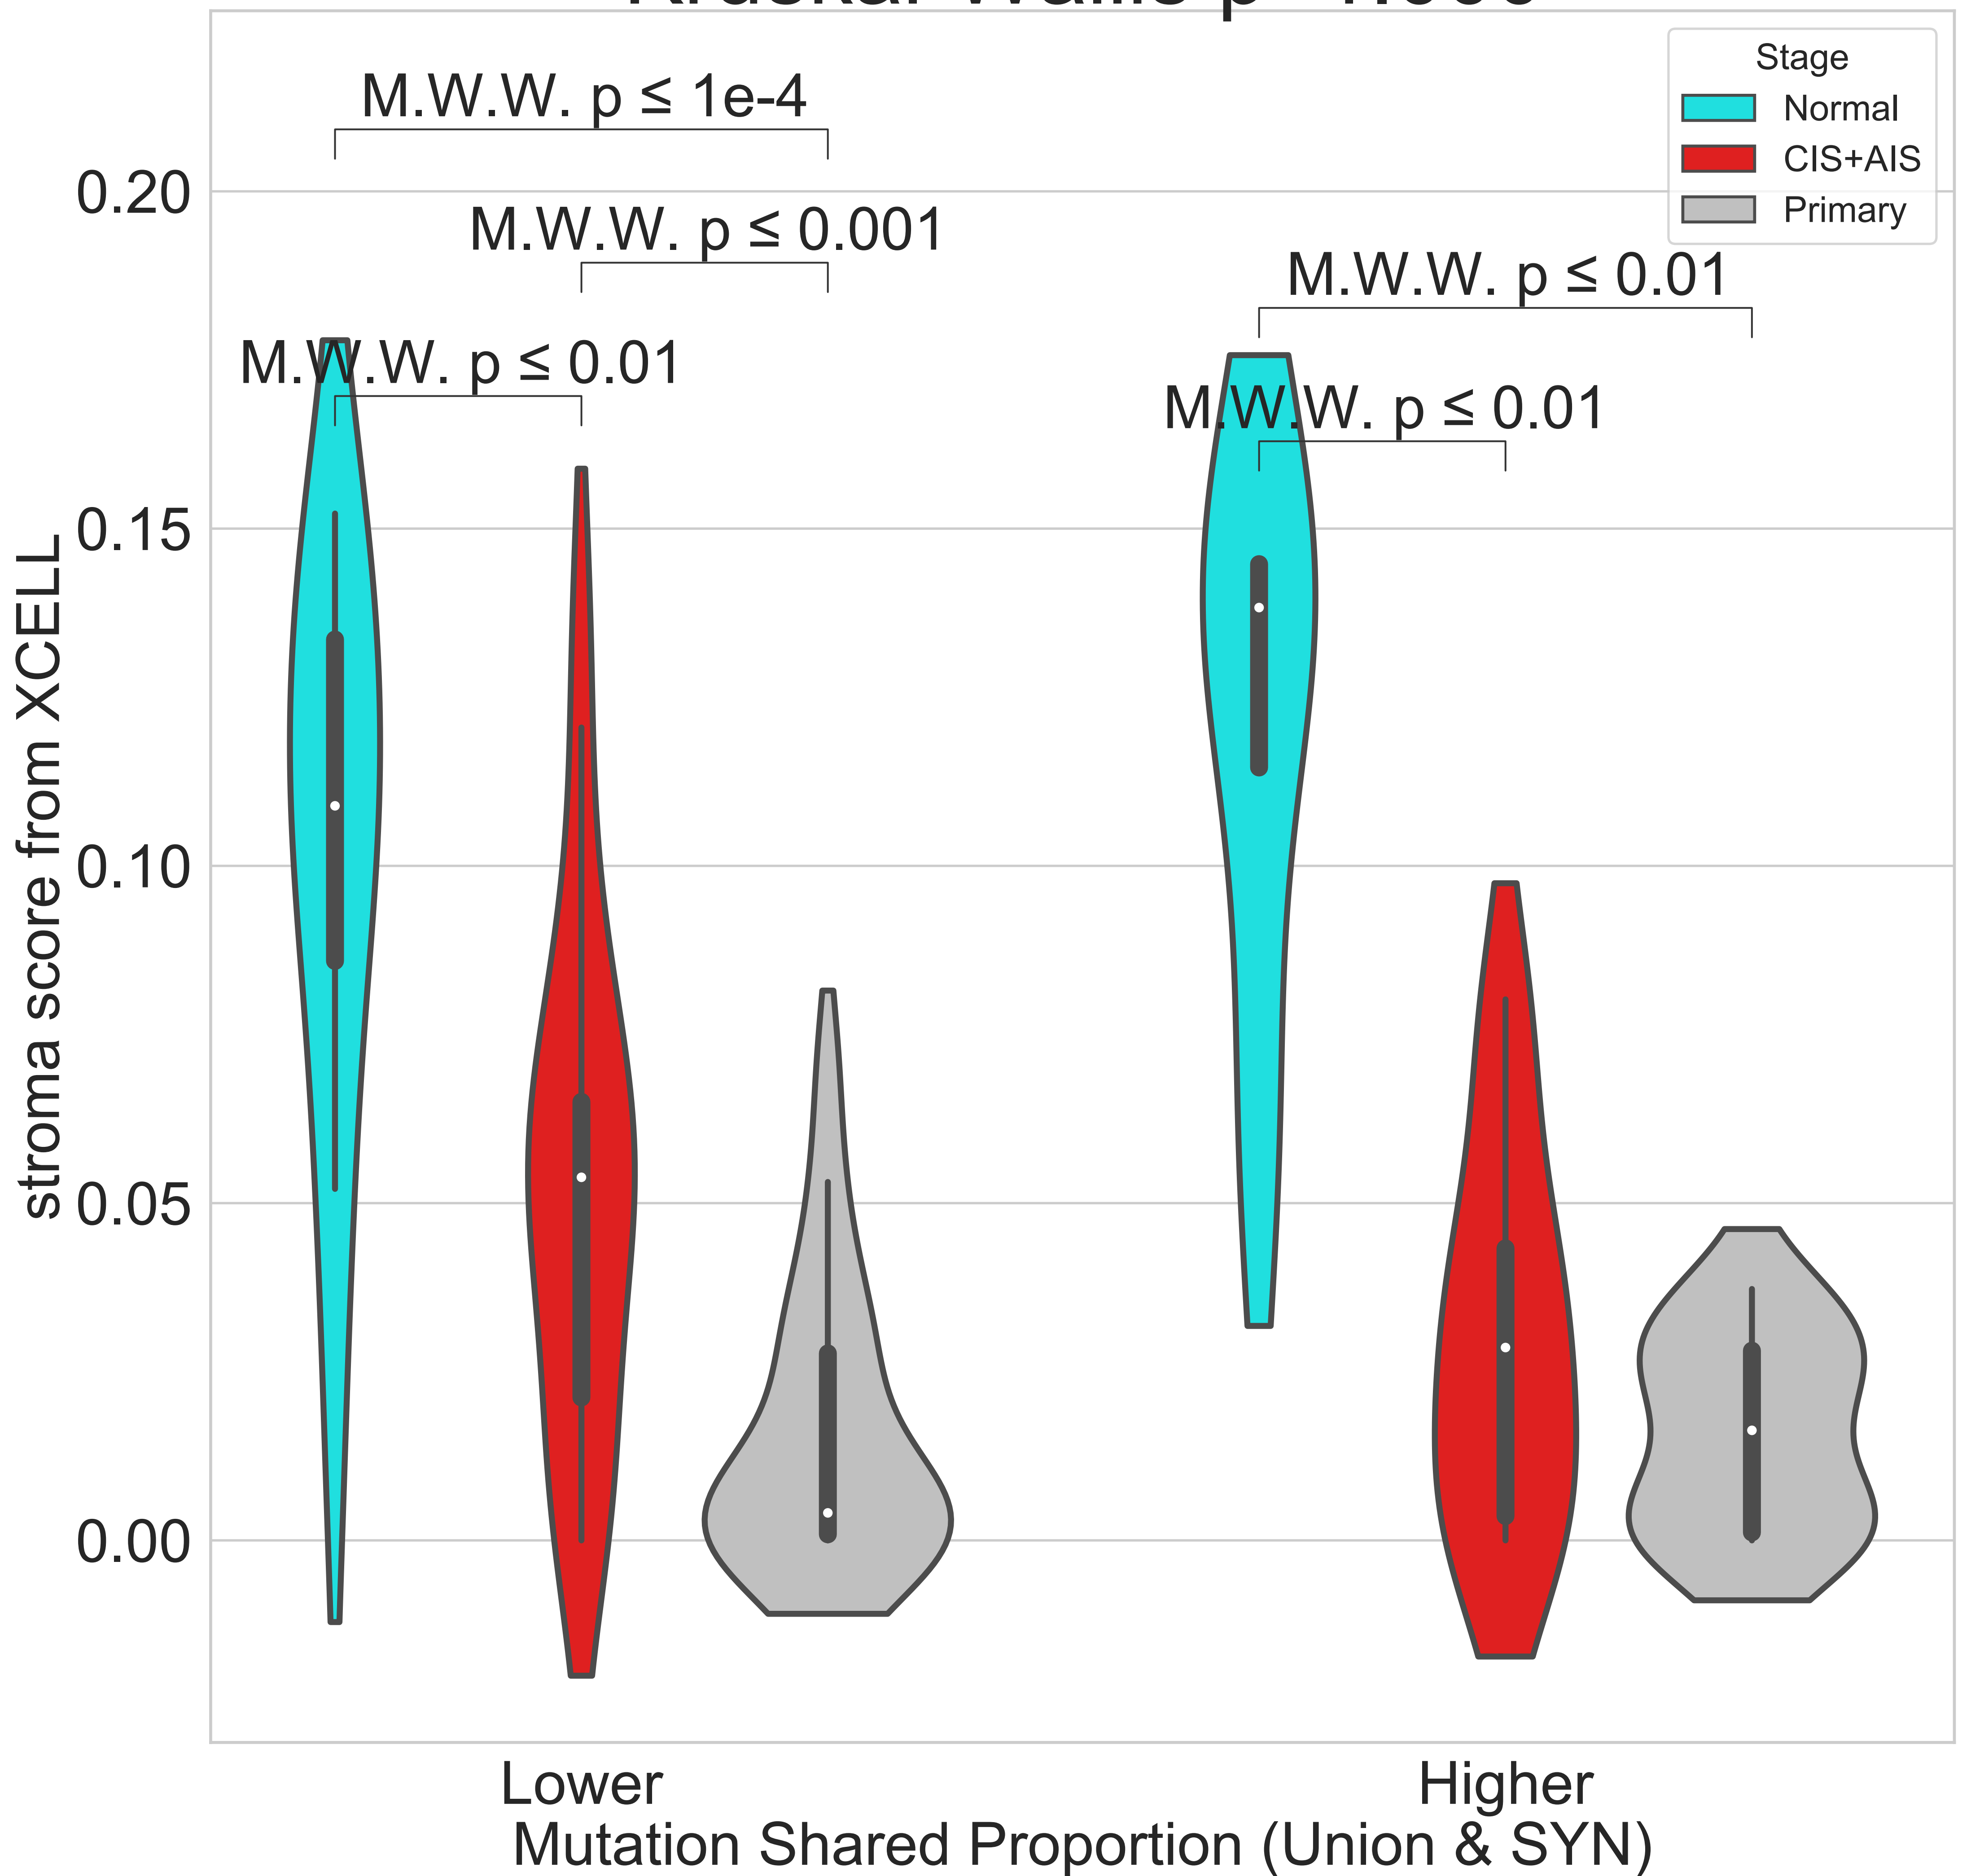 Stage
Normal
CIS+AIS
Primary
M.W.W. p ≤ 1e-4
M.W.W. p ≤ 0.001
M.W.W. p ≤ 0.01
M.W.W. p ≤ 0.01
M.W.W. p ≤ 0.01
stroma score from XCELL
0.20
0.15
0.10
0.05
0.00
Lower
Higher
Mutation Shared Proportion (Union & SYN)